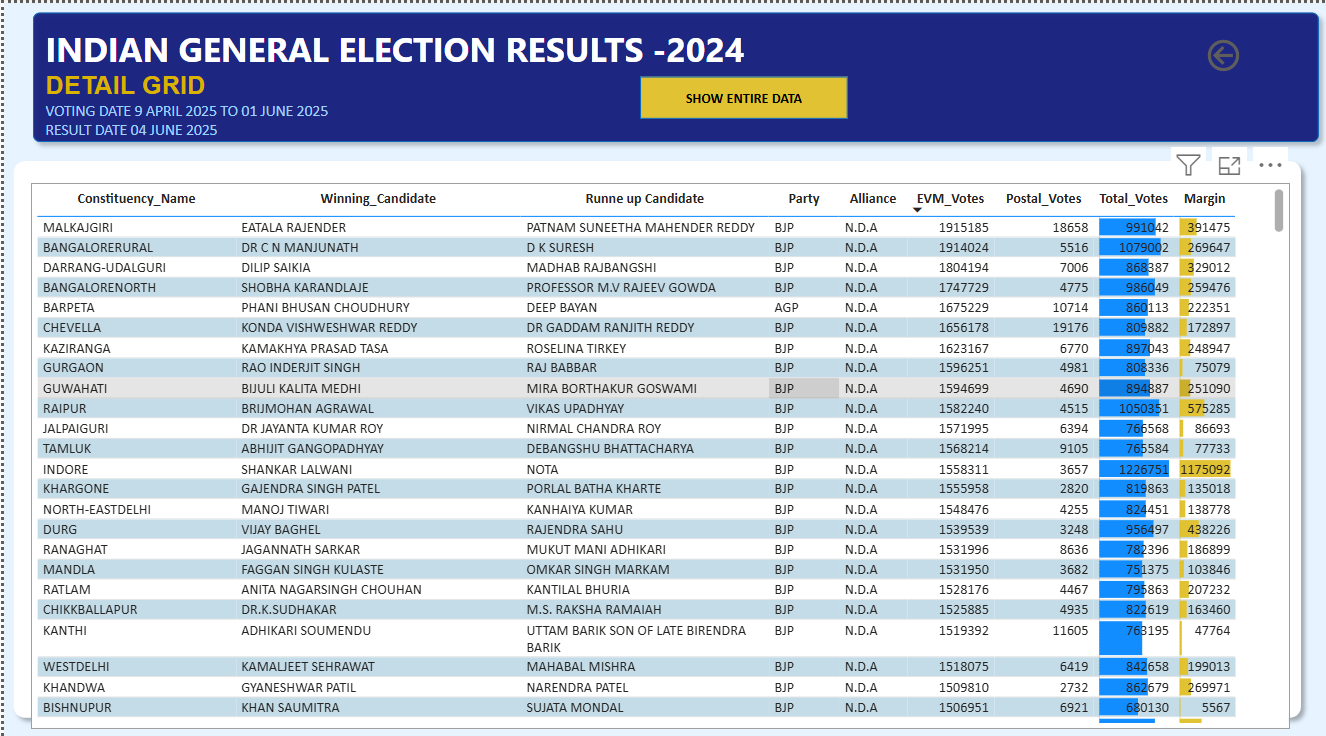 INDIAN GENERAL ELECTION RESULTS -2024
DETAIL GRID
VOTING DATE 9 APRIL 2025 TO 01 JUNE 2025
RESULT DATE 04 JUNE 2025
SHOW ENTIRE DATA
Constituency_Name Winning_Candidate Runne up Candidate Party Alliance EVM_Votes Postal_Votes Total_Votes Margin
MALKAJGIRI EATALA RAJENDER PATNAM SUNEETHA MAHENDER REDDY BJP N.D.A 1915185 18658 991042 391475
BANGALORERURAL DR C N MANJUNATH D K SURESH BJP N.D.A 1914024 5516 1079002 269647
DARRANG-UDALGURI DILIP SAIKIA MADHAB RAJBANGSHI BJP N.D.A 1804194 7006 868387 329012
BANGALORENORTH SHOBHA KARANDLAJE PROFESSOR M.V RAJEEV GOWDA BJP N.D.A 1747729 4775 986049 259476
BARPETA PHANI BHUSAN CHOUDHURY DEEP BAYAN AGP N.D.A 1675229 10714 860113 222351
CHEVELLA KONDA VISHWESHWAR REDDY DR GADDAM RANJITH REDDY BJP N.D.A 1656178 19176 809882 172897
KAZIRANGA KAMAKHYA PRASAD TASA ROSELINA TIRKEY BJP N.D.A 1623167 6770 897043 248947
GURGAON RAO INDERJIT SINGH RAJ BABBAR BJP N.D.A 1596251 4981 808336 75079
GUWAHATI BIJULI KALITA MEDHI MIRA BORTHAKUR GOSWAMI BJP N.D.A 1594699 4690 894887 251090
RAIPUR BRIJMOHAN AGRAWAL VIKAS UPADHYAY BJP N.D.A 1582240 4515 1050351 575285
JALPAIGURI DR JAYANTA KUMAR ROY NIRMAL CHANDRA ROY BJP N.D.A 1571995 6394 766568 86693
TAMLUK ABHIJIT GANGOPADHYAY DEBANGSHU BHATTACHARYA BJP N.D.A 1568214 9105 765584 77733
INDORE SHANKAR LALWANI NOTA BJP N.D.A 1558311 3657 1226751 1175092
KHARGONE GAJENDRA SINGH PATEL PORLAL BATHA KHARTE BJP N.D.A 1555958 2820 819863 135018
NORTH-EASTDELHI MANOJ TIWARI KANHAIYA KUMAR BJP N.D.A 1548476 4255 824451 138778
DURG VIJAY BAGHEL RAJENDRA SAHU BJP N.D.A 1539539 3248 956497 438226
RANAGHAT JAGANNATH SARKAR MUKUT MANI ADHIKARI BJP N.D.A 1531996 8636 782396 186899
MANDLA FAGGAN SINGH KULASTE OMKAR SINGH MARKAM BJP N.D.A 1531950 3682 751375 103846
RATLAM ANITA NAGARSINGH CHOUHAN KANTILAL BHURIA BJP N.D.A 1528176 4467 795863 207232
CHIKKBALLAPUR DR.K.SUDHAKAR M.S. RAKSHA RAMAIAH BJP N.D.A 1525885 4935 822619 163460
KANTHI ADHIKARI SOUMENDU UTTAM BARIK SON OF LATE BIRENDRA BJP N.D.A 1519392 11605 763195 47764
BARIK
WESTDELHI KAMALJEET SEHRAWAT MAHABAL MISHRA BJP N.D.A 1518075 6419 842658 199013
KHANDWA GYANESHWAR PATIL NARENDRA PATEL BJP N.D.A 1509810 2732 862679 269971
BISHNUPUR KHAN SAUMITRA SUJATA MONDAL BJP N.D.A 1506951 6921 680130 5567